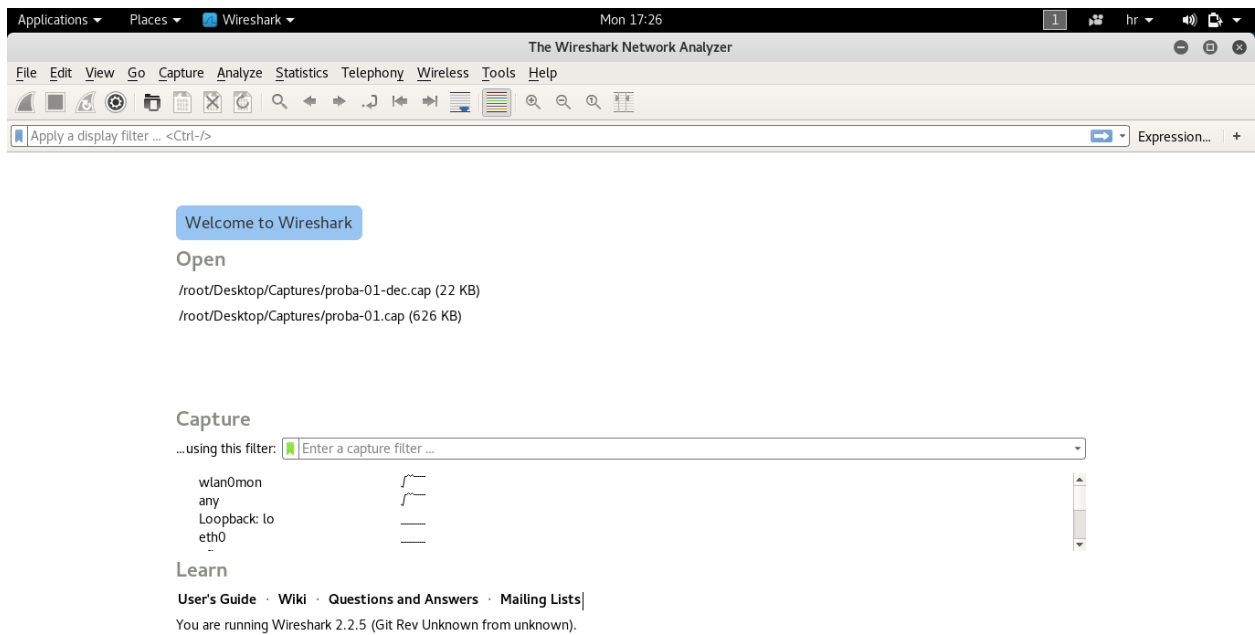 Applications Places Wireshark Mon 17:26 1 hr
The Wireshark Network Analyzer
File Edit View Go Capture Analyze Statistics Telephony Wireless Tools Help
Apply a display filter ... <Ctrl-/> Expression... +
Welcome to Wireshark
Open
/root/Desktop/Captures/proba-01-dec.cap (22 KB)
/root/Desktop/Captures/proba-01.cap (626 KB)
Capture
...using this filter: Enter a capture filter ...
wlan0mon
any
Loopback: lo
eth0
Learn
User's Guide · Wiki · Questions and Answers · Mailing Lists
You are running Wireshark 2.2.5 (Git Rev Unknown from unknown).